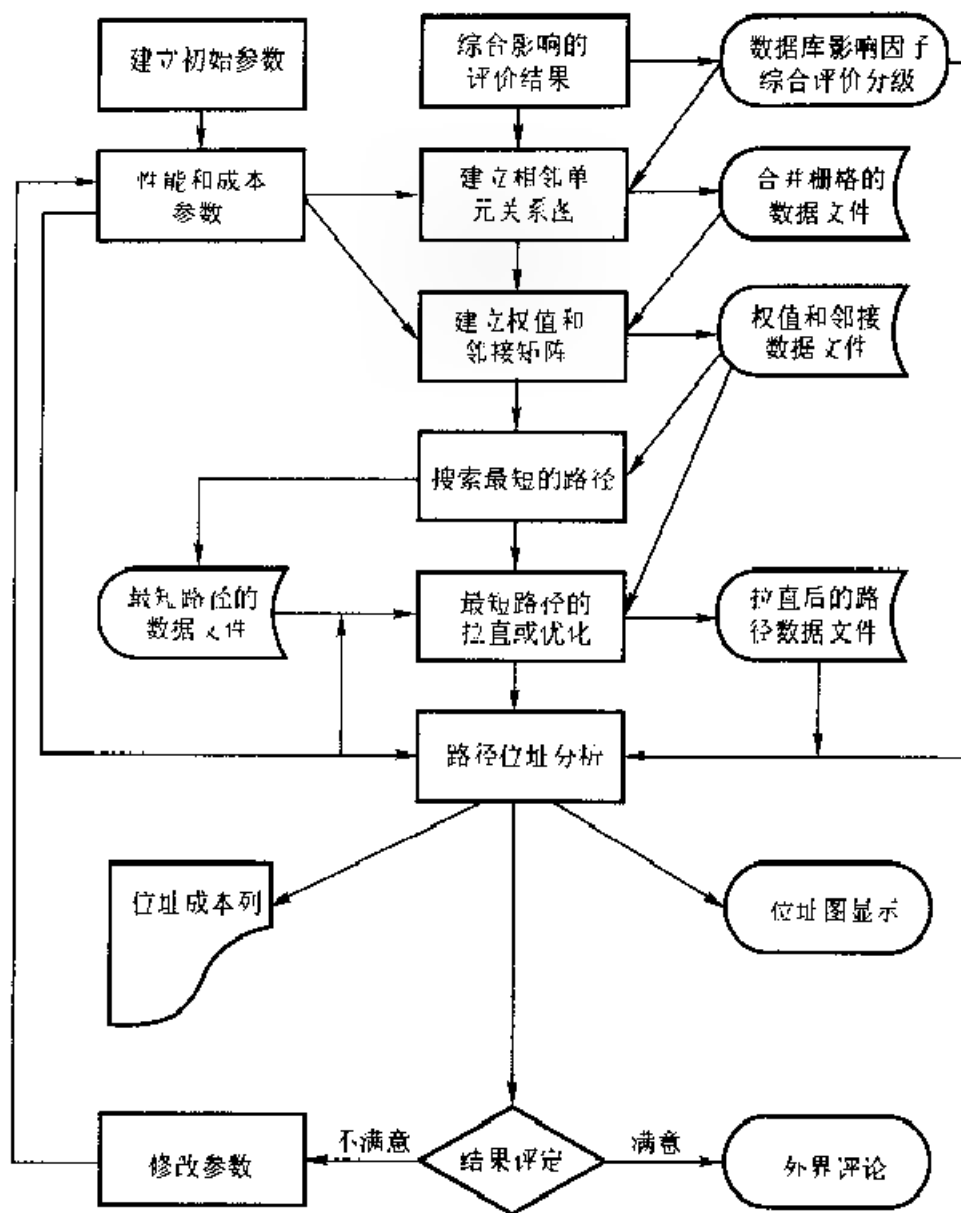 建立初始参数
综合影响的
评价结果
数据库影响因子
综合评价分级
性能和成本
参数
建立相邻单
元关系图
合并栅格的
数据文件
建立权值和
邻接矩阵
权值和邻接
数据文件
搜索最短的路径
最短路径的
数据文件
最短路径的
拉直或优化
拉直后的路
径数据文件
路径位址分析
位址成本列
位址图显示
不满意
结果评定
满意
修改参数
外界评论